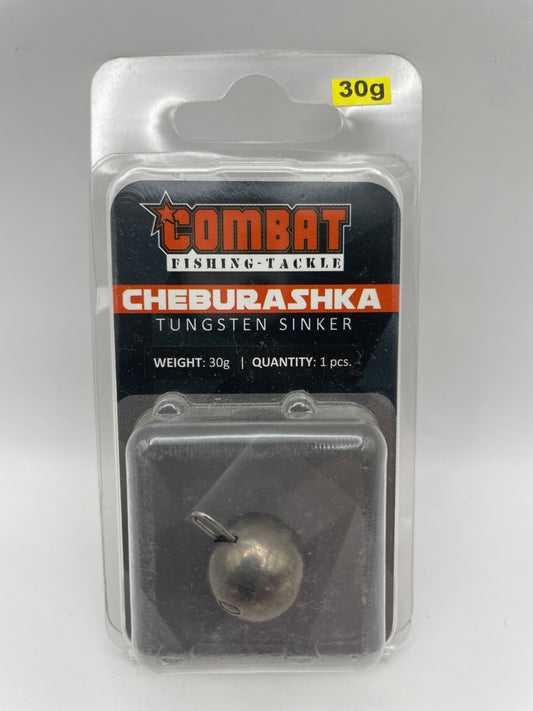 30g
COMBAT
FISHING-TACKLE
CHEBURASHKA
TUNGSTEN SINKER
WEIGHT: 30g | QUANTITY: 1 pcs.